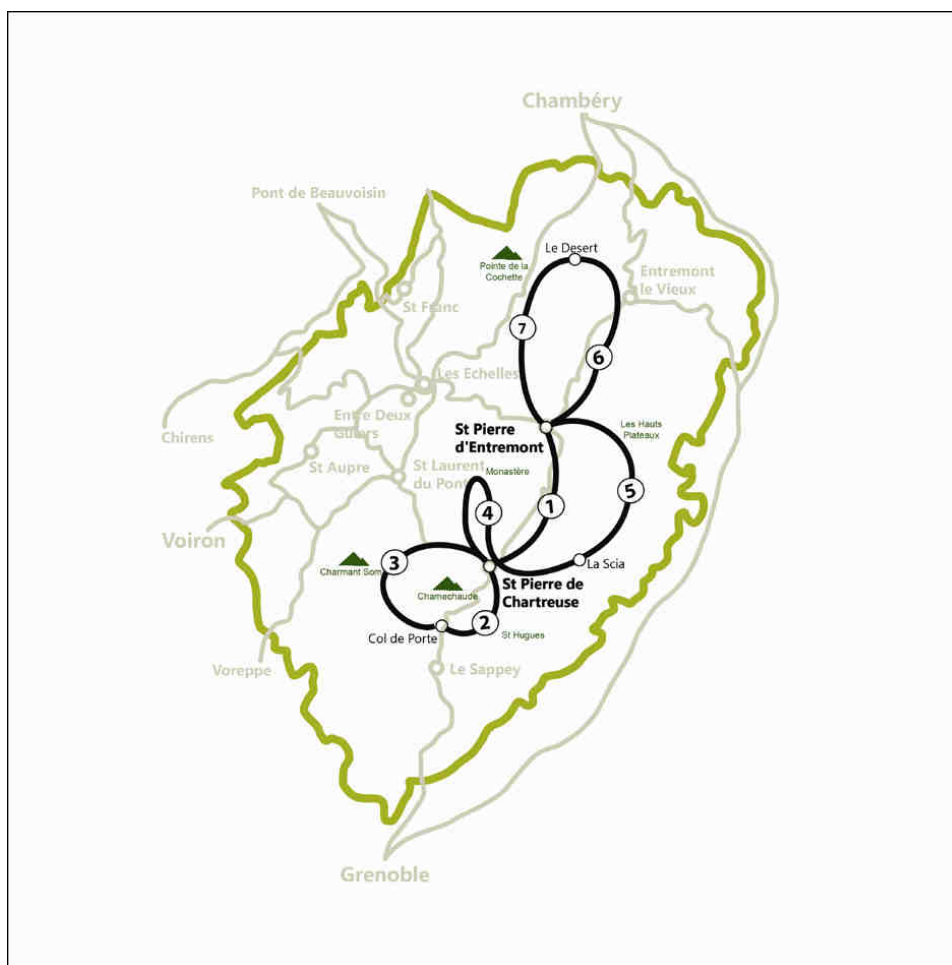 Chambéry
Pont de Beauvoisin
Le Desert
Pointe de la
Cochette
Entremont
le Vieux
St Franc
7
6
Les Echelles
Entre Deux
Guiers
Chirens
St Pierre
d'Entremont
Les Hauts
Plateaux
St Aupre
St Laurent
du Pont
Monastère
5
1
4
Voiron
3
La Scia
Charmant Som
St Pierre de
Chartreuse
Chamechaude
2
Col de Porte
St Hugues
Voreppe
Le Sappey
Grenoble